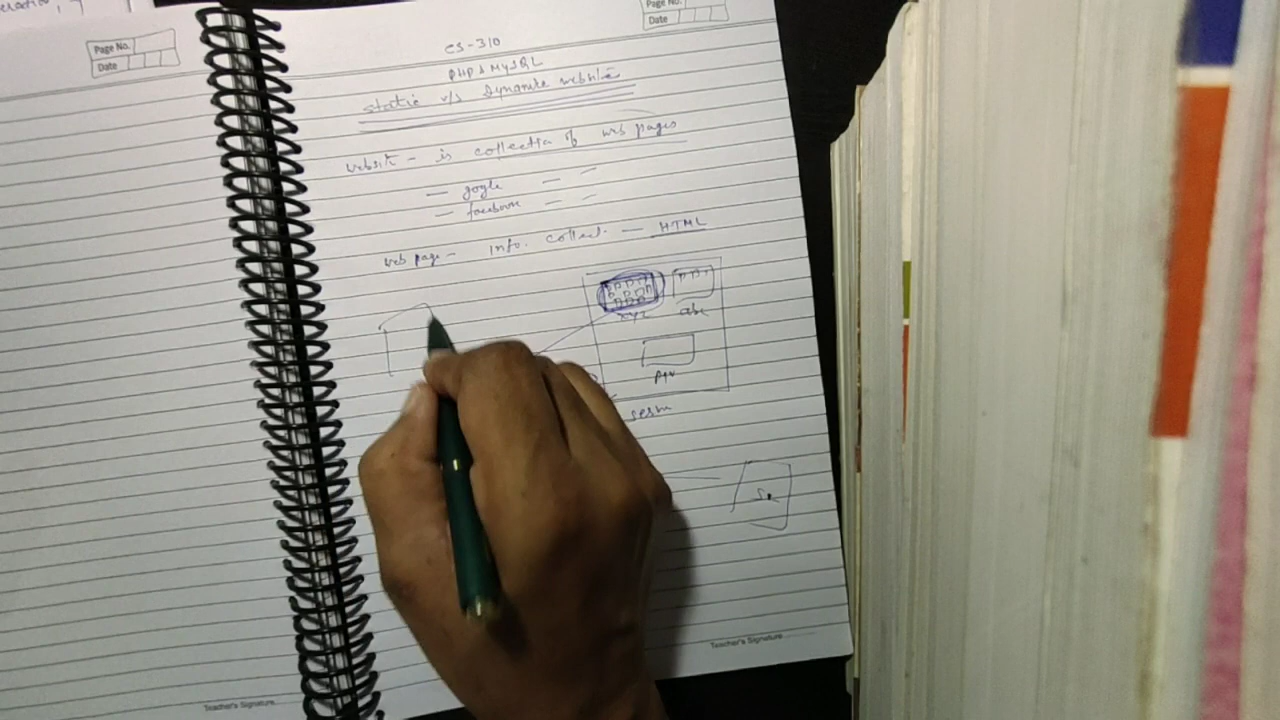 Page No.
Date
Page No.
Date
CS-310
PHP & MySQL
Static v/s Dynamic website
website - is collection of web pages
- google
- facebook
web page - Info. collect. - HTML
xyz abc
pqr
Teacher's Signature
Teacher's Signature